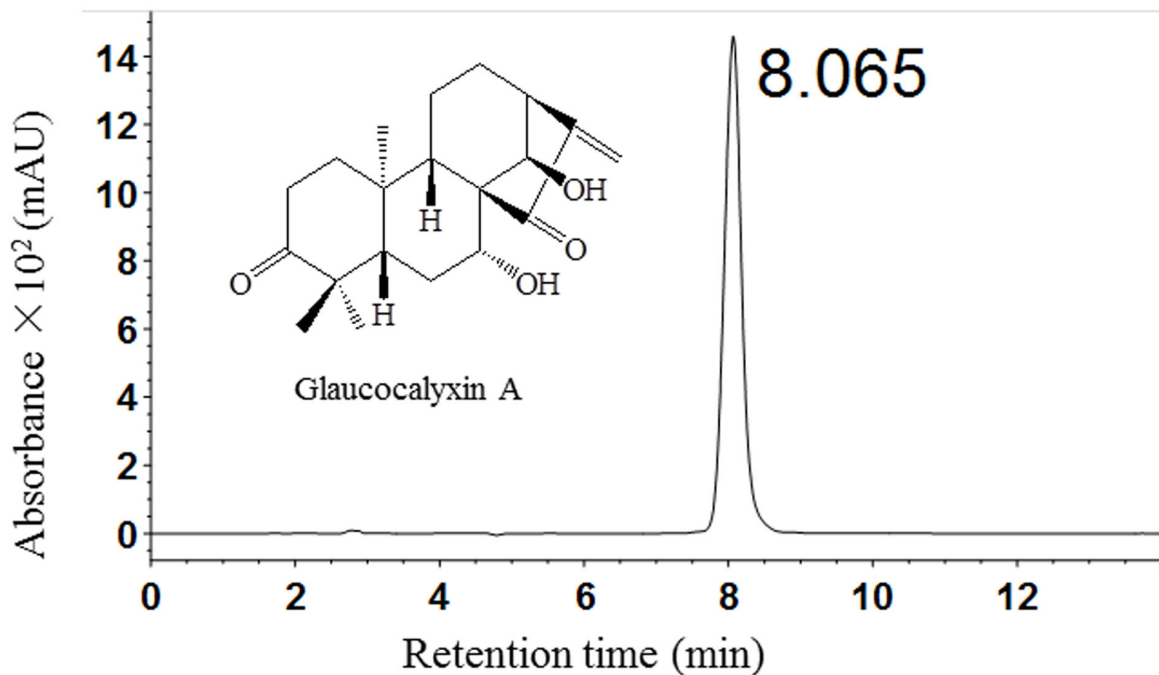 Absorbance ×10² (mAU)
14
12
10
8
6
4
2
0
8.065
H
OH
O
O
OH
H
Glaucocalyxin A
0 2 4 6 8 10 12
Retention time (min)